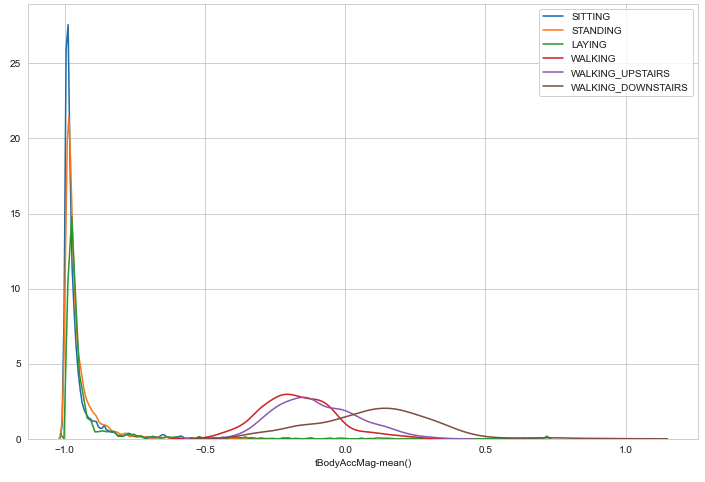 SITTING
STANDING
LAYING
WALKING
WALKING_UPSTAIRS
WALKING_DOWNSTAIRS
25
20
15
10
5
0
−1.0 −0.5 0.0 0.5 1.0
tBodyAccMag-mean()